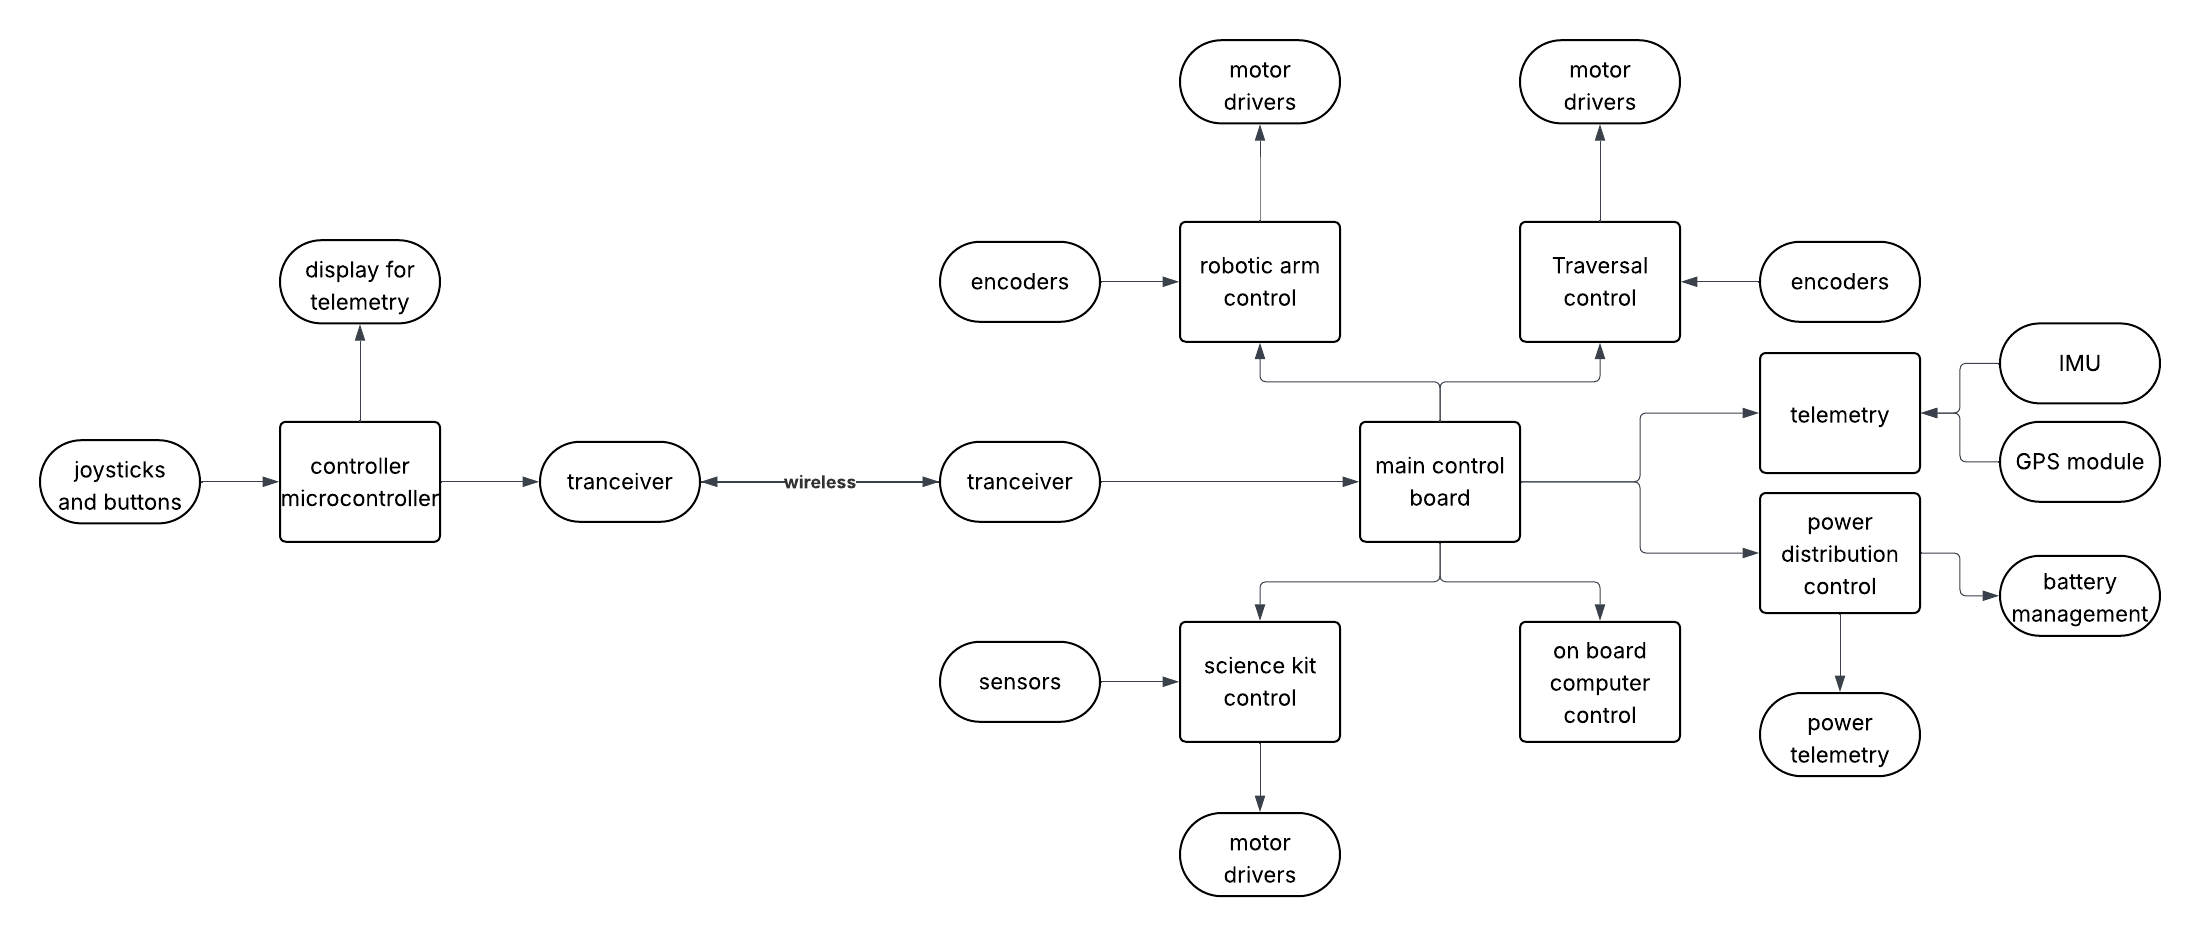 motor
drivers
motor
drivers
display for
telemetry
encoders
robotic arm
control
Traversal
control
encoders
IMU
telemetry
GPS module
joysticks
and buttons
controller
microcontroller
tranceiver
wireless
tranceiver
main control
board
power
distribution
control
battery
management
sensors
science kit
control
on board
computer
control
power
telemetry
motor
drivers